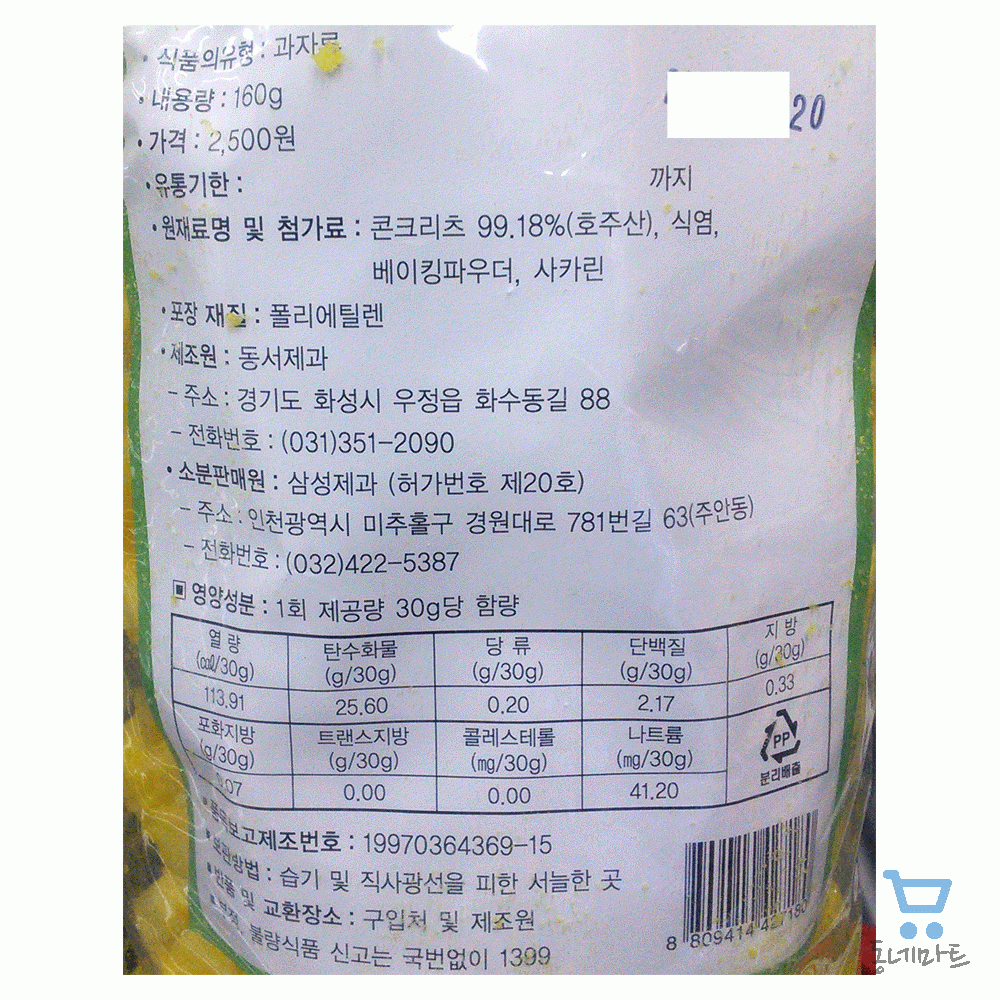 · 식품의유형 : 과자류
· 내용량 : 160g
20
· 가격 : 2,500원
· 유통기한 : 까지
· 원재료명 및 첨가료 : 콘크리츠 99.18%(호주산), 식염,
베이킹파우더, 사카린
· 포장 재질 : 폴리에틸렌
· 제조원 : 동서제과
- 주소 : 경기도 화성시 우정읍 화수동길 88
- 전화번호 : (031)351-2090
· 소분판매원 : 삼성제과 (허가번호 제20호)
- 주소 : 인천광역시 미추홀구 경원대로 781번길 63(주안동)
- 전화번호 : (032)422-5387
▣ 영양성분 : 1회 제공량 30g당 함량
열 량 탄수화물 당 류 단백질 지 방
(㎈/30g) (g/30g) (g/30g) (g/30g) (g/30g)
113.91 25.60 0.20 2.17 0.33
포화지방 트랜스지방 콜레스테롤 나트륨
(g/30g) (g/30g) (㎎/30g) (㎎/30g)
0.00 0.00 41.20
PP
분리배출
품목보고제조번호 : 19970364369-15
보관방법 : 습기 및 직사광선을 피한 서늘한 곳
반품 및 교환장소 : 구입처 및 제조원
불량식품 신고는 국번없이 1399
8 809414 427180
동네마트